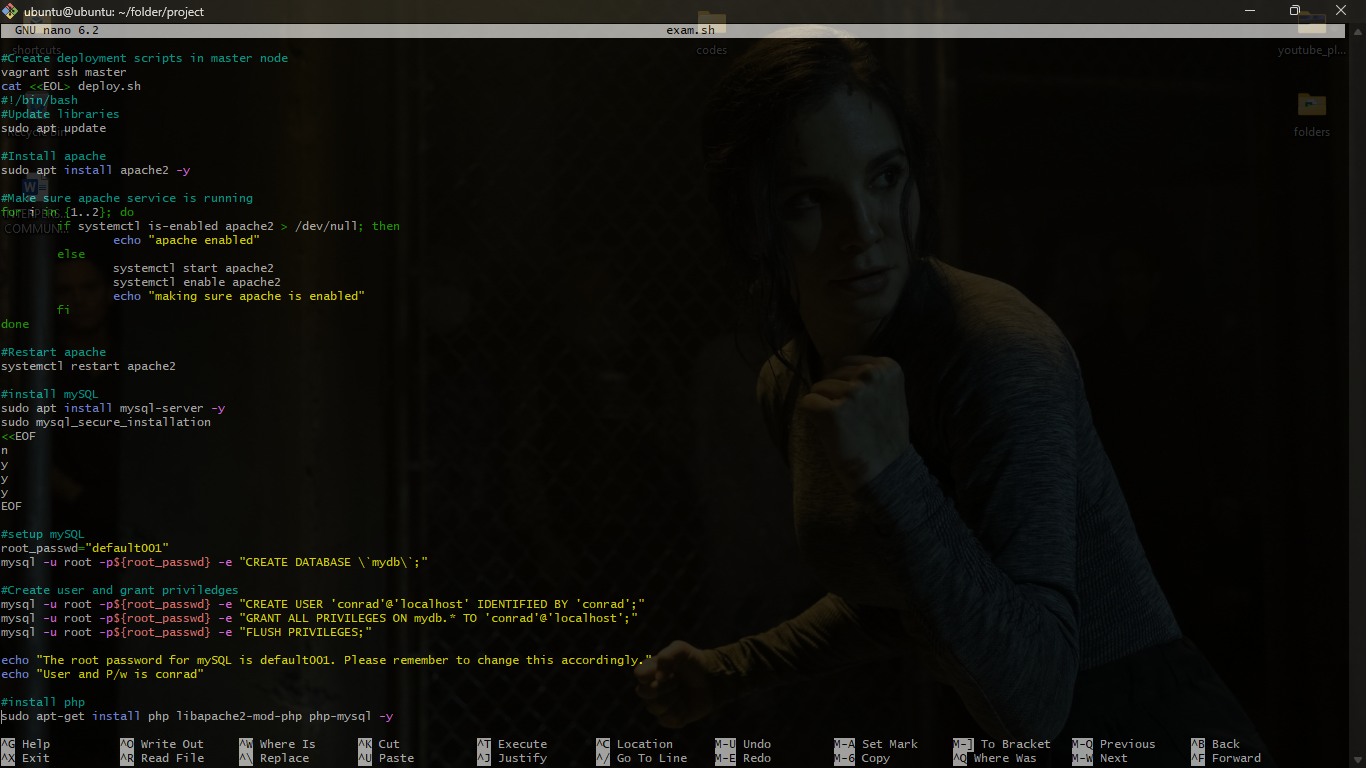 ubuntu@ubuntu: ~/folder/project
GNU nano 6.2 exam.sh
shortcuts codes youtube_pl...
#Create deployment scripts in master node
vagrant ssh master
cat <<EOL> deploy.sh
#!/bin/bash
#Update libraries
sudo apt update
Recycle Bin folders
#Install apache
sudo apt install apache2 -y
#Make sure apache service is running
for i in {1..2}; do
if systemctl is-enabled apache2 > /dev/null; then
COMMUN...
echo "apache enabled"
else
systemctl start apache2
systemctl enable apache2
echo "making sure apache is enabled"
fi
done
#Restart apache
systemctl restart apache2
#install mySQL
sudo apt install mysql-server -y
sudo mysql_secure_installation
<<EOF
n
y
y
y
EOF
#setup mySQL
root_passwd="default001"
mysql -u root -p${root_passwd} -e "CREATE DATABASE \`mydb\`;"
#Create user and grant priviledges
mysql -u root -p${root_passwd} -e "CREATE USER 'conrad'@'localhost' IDENTIFIED BY 'conrad';"
mysql -u root -p${root_passwd} -e "GRANT ALL PRIVILEGES ON mydb.* TO 'conrad'@'localhost';"
mysql -u root -p${root_passwd} -e "FLUSH PRIVILEGES;"
echo "The root password for mySQL is default001. Please remember to change this accordingly."
echo "User and P/w is conrad"
#install php
sudo apt-get install php libapache2-mod-php php-mysql -y
^G Help ^O Write Out ^W Where Is ^K Cut ^T Execute ^C Location M-U Undo M-A Set Mark M-] To Bracket M-Q Previous ^B Back
^X Exit ^R Read File ^\ Replace ^U Paste ^J Justify ^/ Go To Line M-E Redo M-6 Copy ^Q Where Was M-W Next ^F Forward